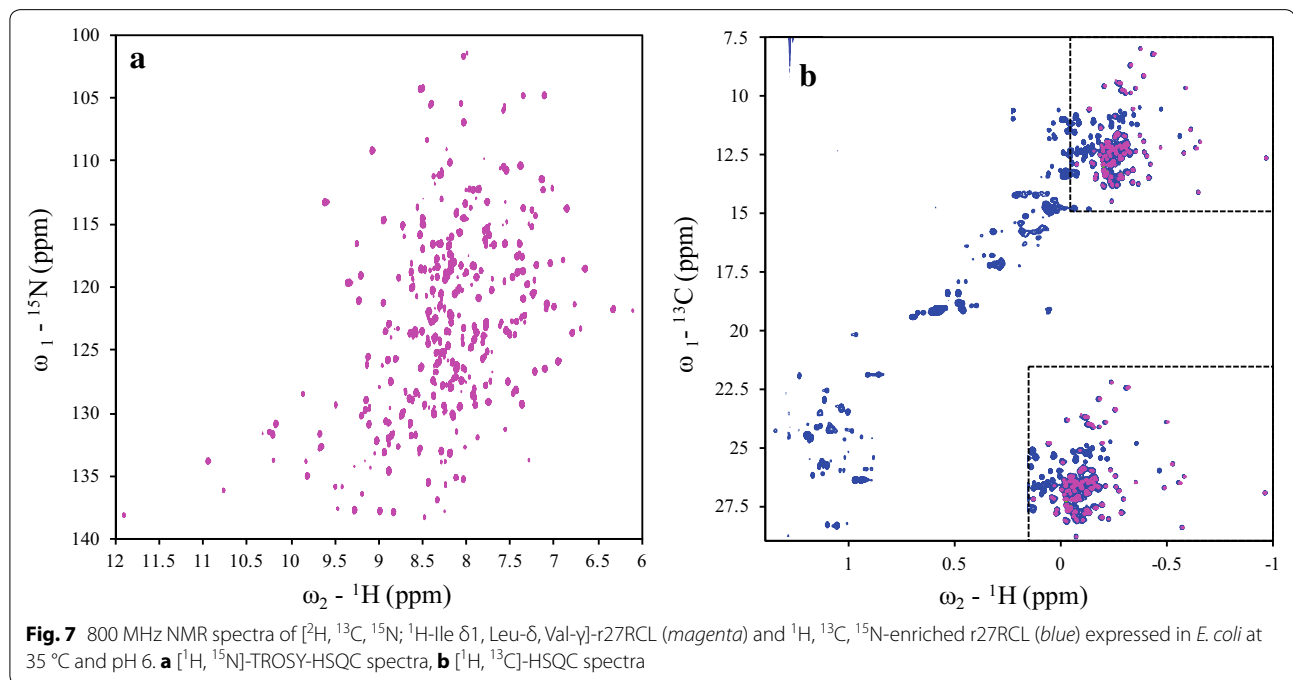 a
100
105
110
115
120
125
130
135
140
12 11 10.5 10 9.5 9 8.5 8 7.5 7 6.5 6
ω₁ - ¹⁵N (ppm)
ω₂ - ¹H (ppm)
b
7.5
10
12.5
15
17.5
20
22.5
25
27.5
1 0.5 0 -0.5 -1
ω₁ - ¹³C (ppm)
ω₂ - ¹H (ppm)
Fig. 7 800 MHz NMR spectra of [²H, ¹³C, ¹⁵N; ¹H-Ile δ1, Leu-δ, Val-γ]-r27RCL (magenta) and ¹H, ¹³C, ¹⁵N-enriched r27RCL (blue) expressed in E. coli at
35 °C and pH 6. a [¹H, ¹⁵N]-TROSY-HSQC spectra, b [¹H, ¹³C]-HSQC spectra